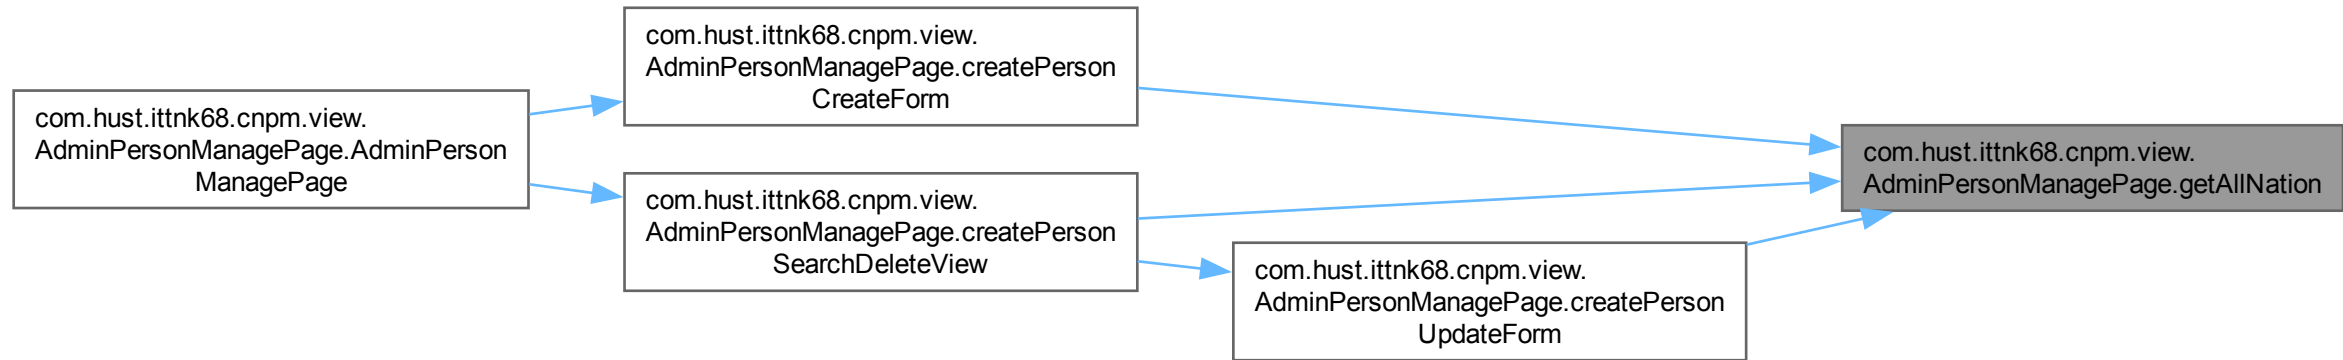 com.hust.ittnk68.cnpm.view.
AdminPersonManagePage.AdminPerson
ManagePage
com.hust.ittnk68.cnpm.view.
AdminPersonManagePage.createPerson
CreateForm
com.hust.ittnk68.cnpm.view.
AdminPersonManagePage.createPerson
SearchDeleteView
com.hust.ittnk68.cnpm.view.
AdminPersonManagePage.createPerson
UpdateForm
com.hust.ittnk68.cnpm.view.
AdminPersonManagePage.getAllNation